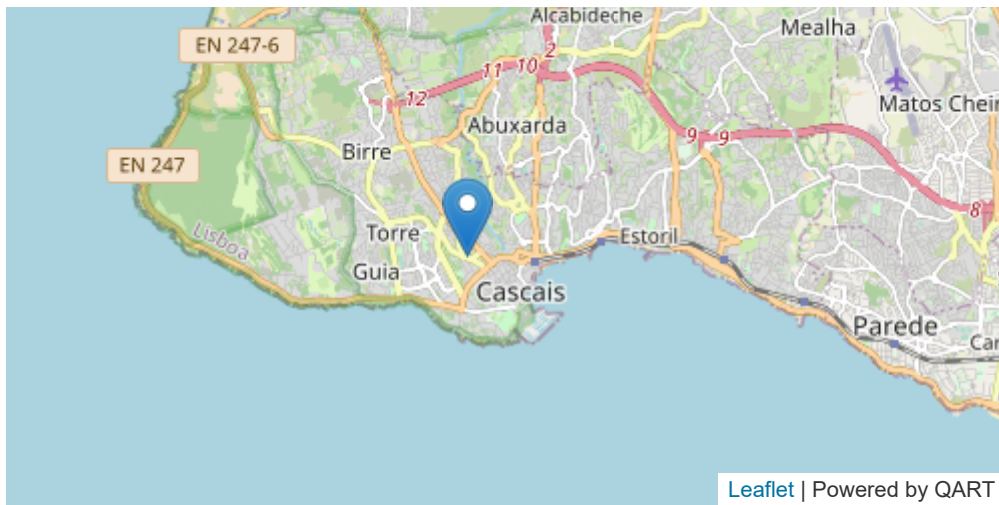 Alcabideche
Mealha
EN 247-6
2
11
10
12
Matos Chei
Abuxarda
9
9
Birre
EN 247
8
Lisboa
Torre
Estoril
Guia
Cascais
Parede
Car
Leaflet | Powered by QART